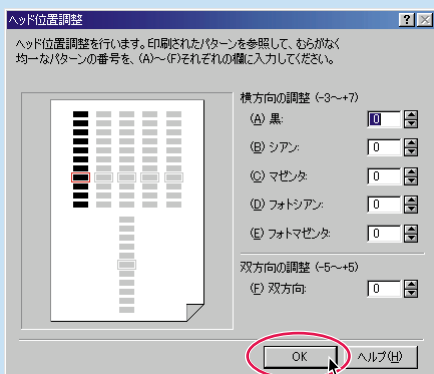 ヘッド位置調整
ヘッド位置調整を行います。印刷されたパターンを参照して、むらがなく
均一なパターンの番号を、(A)～(F)それぞれの欄に入力してください。
横方向の調整 (-3～+7)
(A) 黒: 0
(B) シアン: 0
(C) マゼンタ: 0
(D) フォトシアン: 0
(E) フォトマゼンタ: 0
双方向の調整 (-5～+5)
(F) 双方向: 0
OK ヘルプ(H)